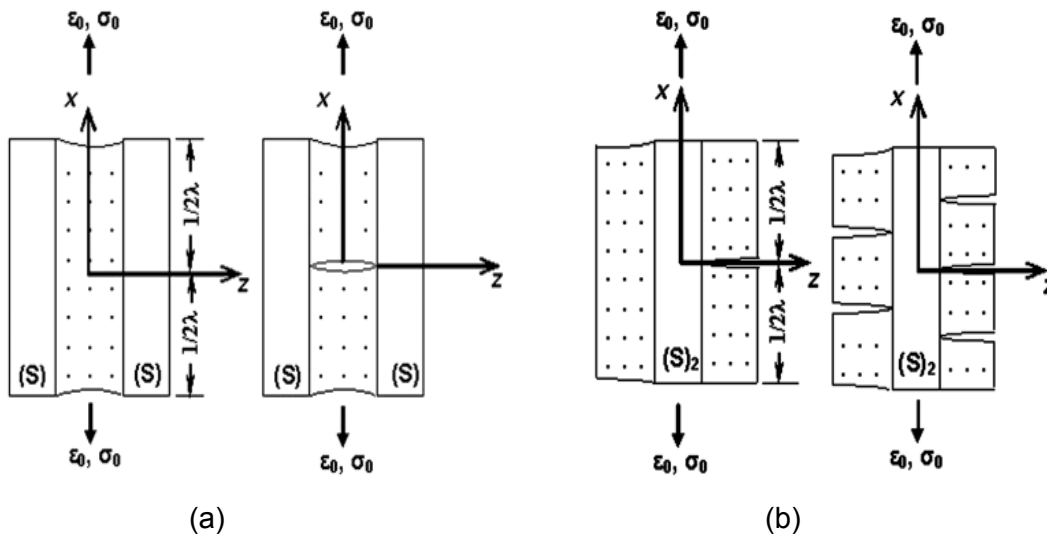 ε₀, σ₀
ε₀, σ₀
x
x
1/2λ
1/2λ
z
z
(S)
(S)
(S)
(S)
ε₀, σ₀
ε₀, σ₀
(a)
ε₀, σ₀
ε₀, σ₀
x
x
1/2λ
1/2λ
z
z
(S)₂
(S)₂
ε₀, σ₀
ε₀, σ₀
(b)